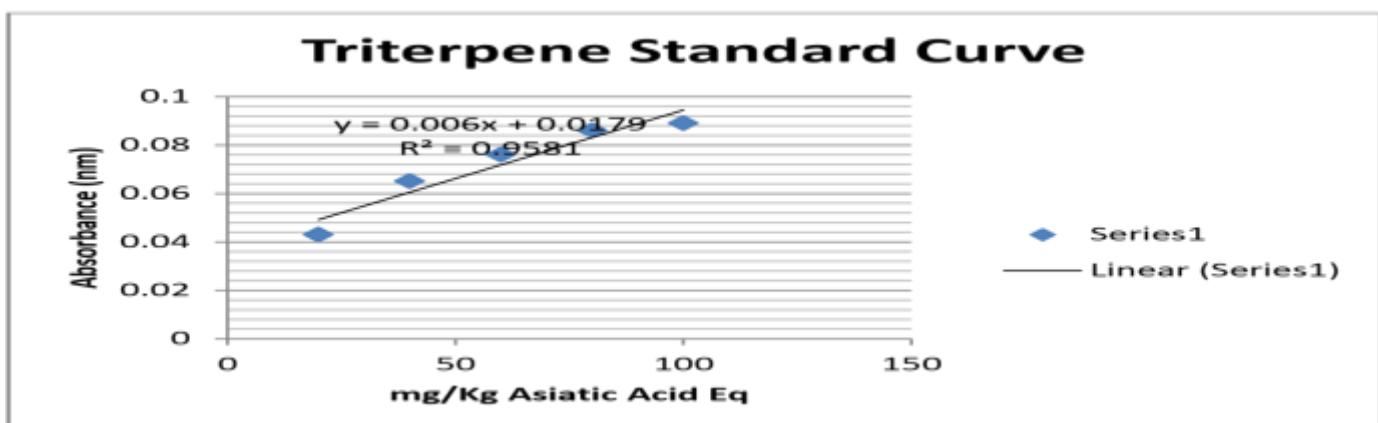 Triterpene Standard Curve
y = 0.006x + 0.0179
R² = 0.9581
0.1
0.08
0.06
0.04
0.02
0
0
50
100
150
Absorbance (nm)
mg/Kg Asiatic Acid Eq
Series1
Linear (Series1)